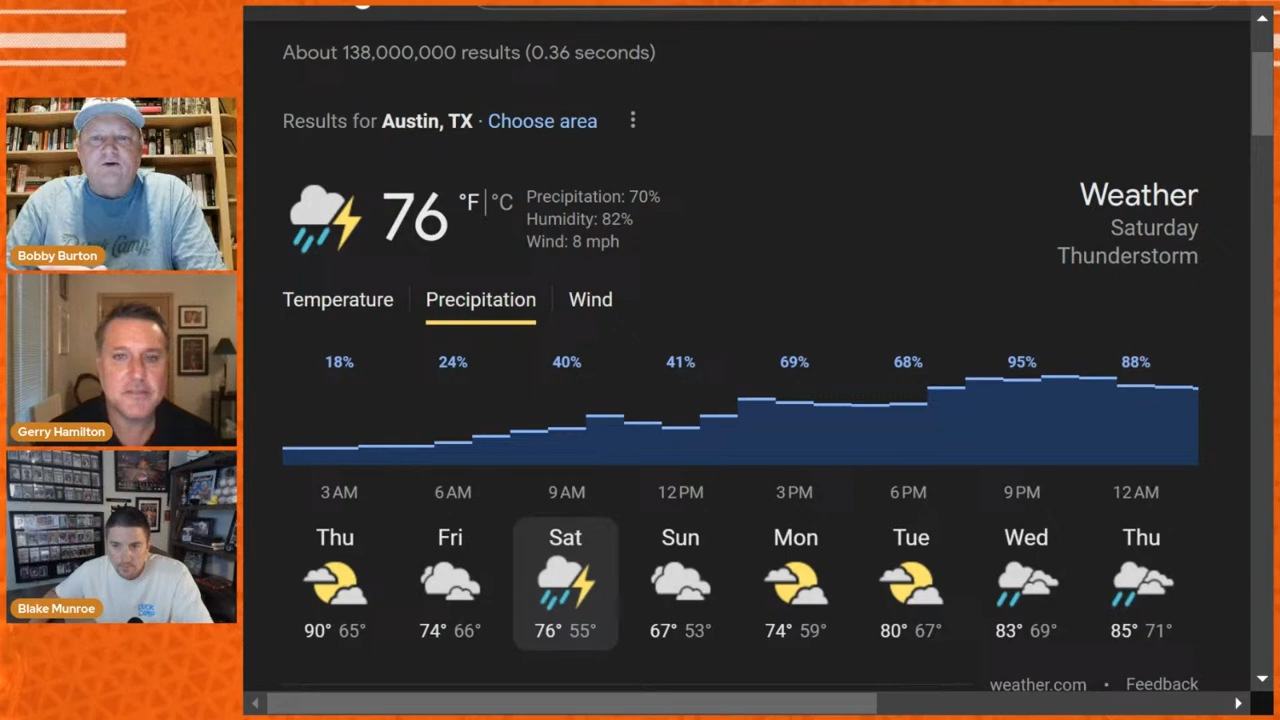 About 138,000,000 results (0.36 seconds)
Results for Austin, TX · Choose area
76 °F | °C
Precipitation: 70%
Humidity: 82%
Wind: 8 mph
Weather
Saturday
Thunderstorm
Temperature Precipitation Wind
18% 24% 40% 41% 69% 68% 95% 88%
3 AM 6 AM 9 AM 12 PM 3 PM 6 PM 9 PM 12 AM
Thu Fri Sat Sun Mon Tue Wed Thu
90° 65° 74° 66° 76° 55° 67° 53° 74° 59° 80° 67° 83° 69° 85° 71°
weather.com • Feedback
Bobby Burton
Gerry Hamilton
Blake Munroe